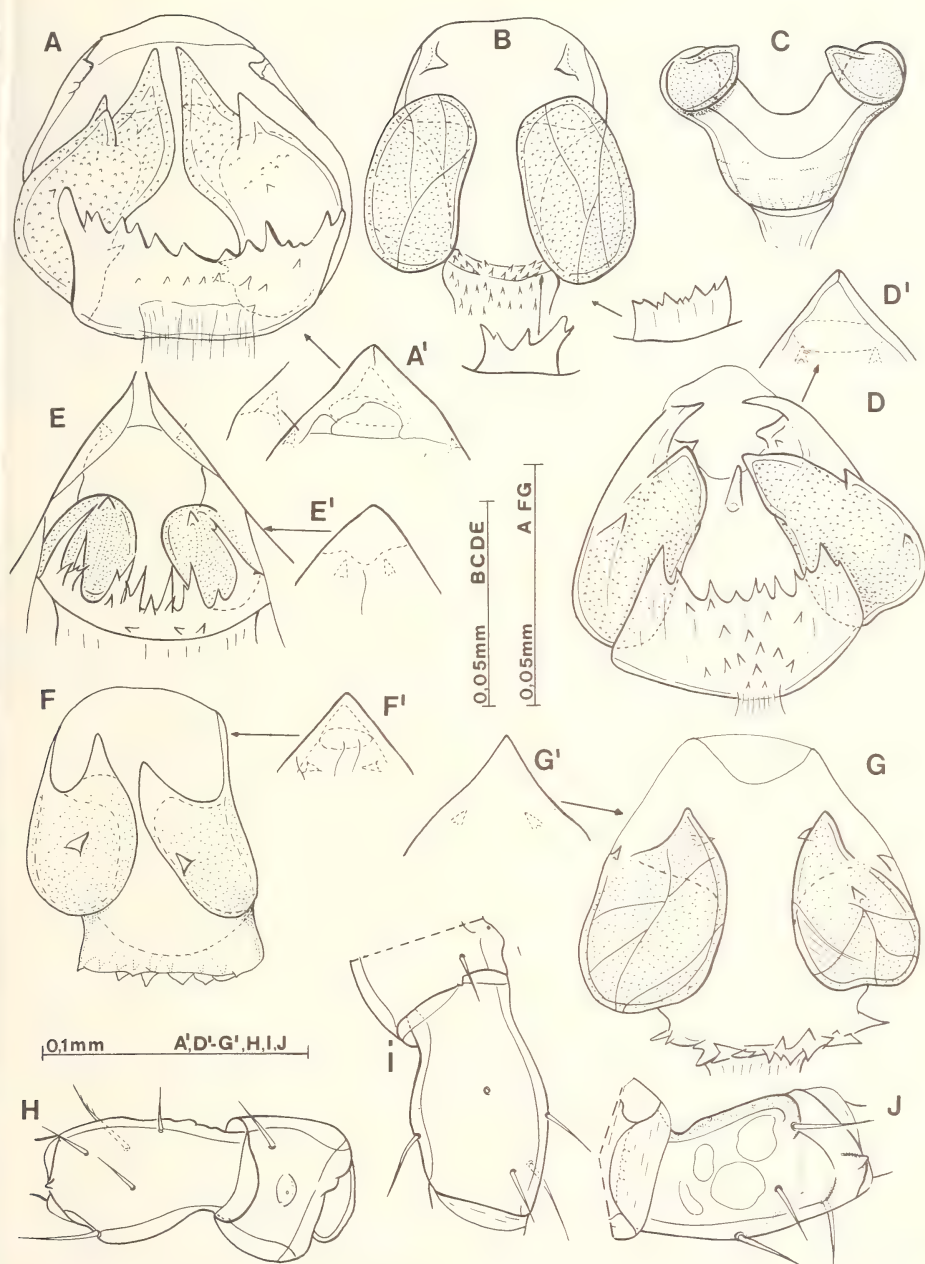 A
B
C
A'
D'
D
E
E'
0,05mm BCDE
0,05mm A FG
F
F'
G'
G
0,1mm A',D'-G',H,I,J
i
H
J